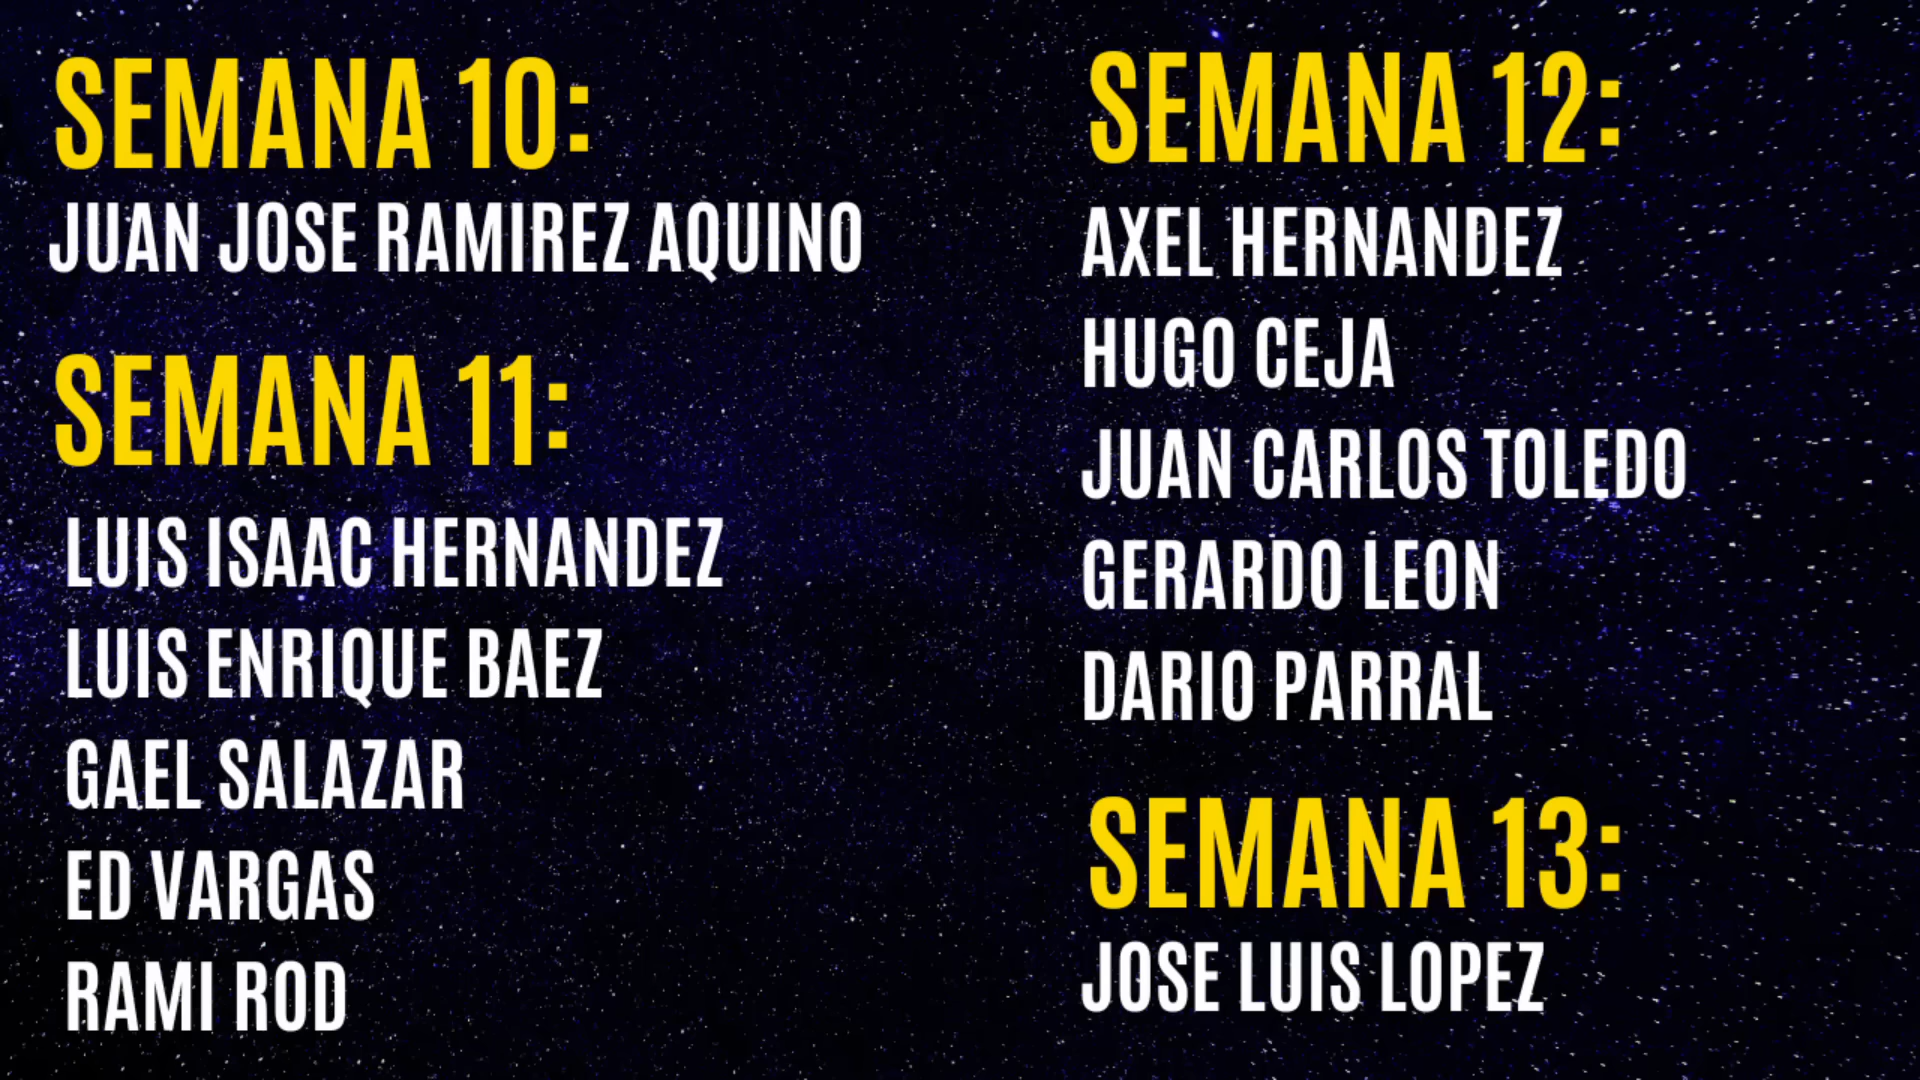 SEMANA 10:
JUAN JOSE RAMIREZ AQUINO
SEMANA 11:
LUIS ISAAC HERNANDEZ
LUIS ENRIQUE BAEZ
GAEL SALAZAR
ED VARGAS
RAMI ROD
SEMANA 12:
AXEL HERNANDEZ
HUGO CEJA
JUAN CARLOS TOLEDO
GERARDO LEON
DARIO PARRAL
SEMANA 13:
JOSE LUIS LOPEZ